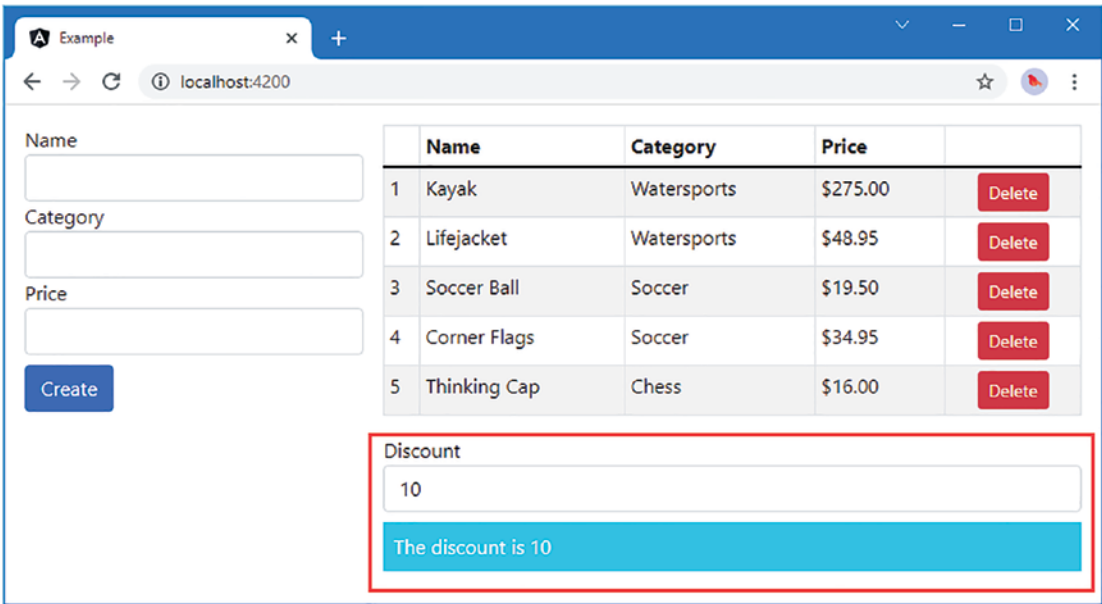 Example
localhost:4200
Name
Category
Price
Create
Name Category Price
1 Kayak Watersports $275.00 Delete
2 Lifejacket Watersports $48.95 Delete
3 Soccer Ball Soccer $19.50 Delete
4 Corner Flags Soccer $34.95 Delete
5 Thinking Cap Chess $16.00 Delete
Discount
10
The discount is 10